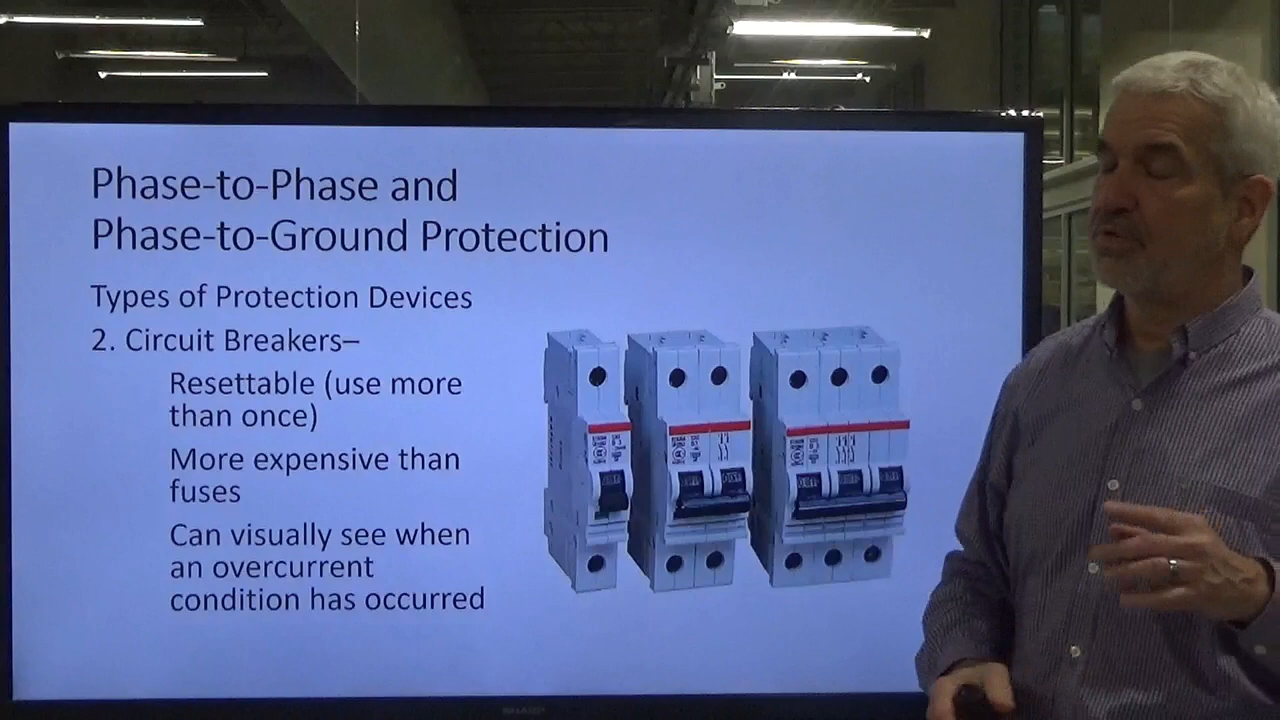 Phase-to-Phase and
Phase-to-Ground Protection
Types of Protection Devices
2. Circuit Breakers–
Resettable (use more
than once)
More expensive than
fuses
Can visually see when
an overcurrent
condition has occurred
SHARP